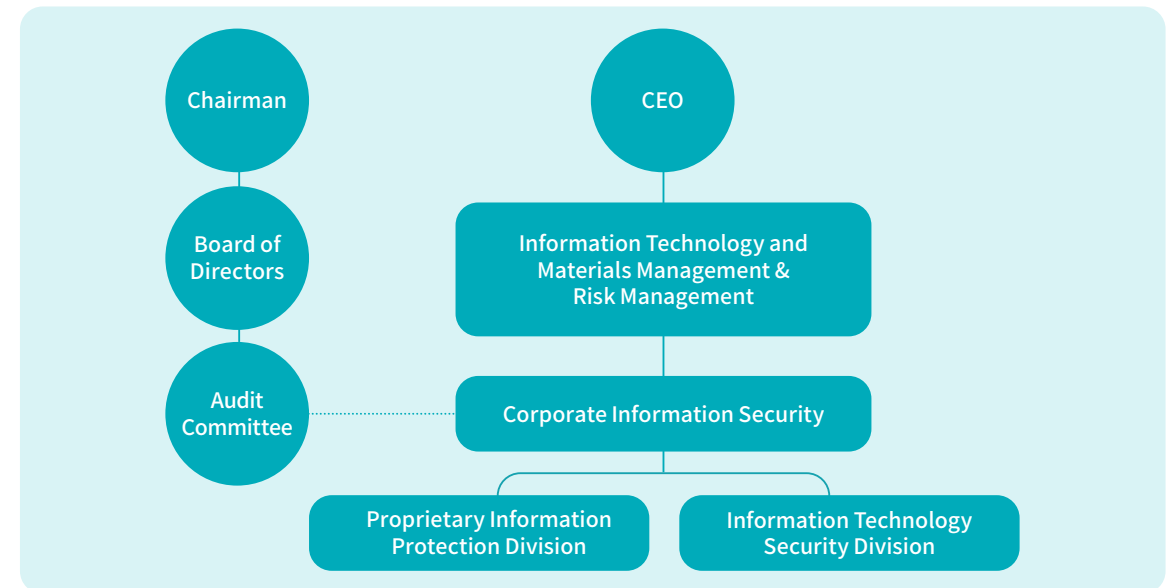 Chairman
CEO
Board of
Directors
Information Technology and
Materials Management &
Risk Management
Audit
Committee
Corporate Information Security
Proprietary Information
Protection Division
Information Technology
Security Division